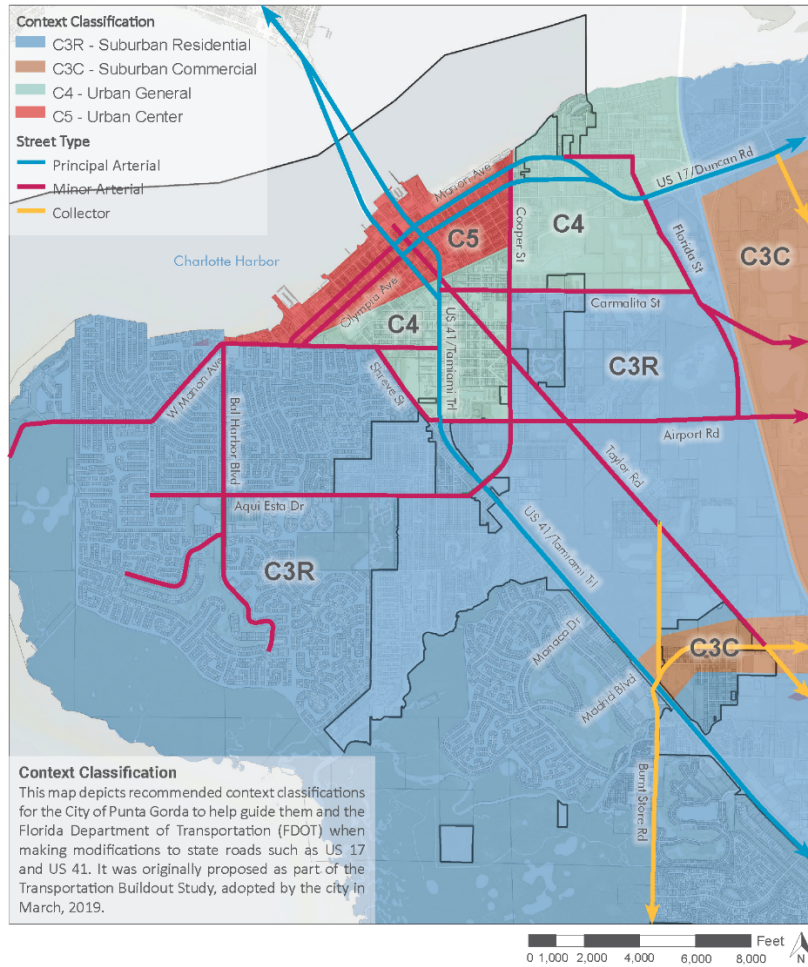 Context Classification
C3R - Suburban Residential
C3C - Suburban Commercial
C4 - Urban General
C5 - Urban Center
Street Type
Principal Arterial
Minor Arterial
Collector
Marion Ave
US 17/Duncan Rd
C5
Cooper St
C4
Florida St
C3C
Charlotte Harbor
Olympia Ave
Carmalita St
C4
US 41/Tamiami Trl
C3R
W Marion Ave
Shreve St
Bal Harbor Blvd
Airport Rd
Taylor Rd
Aqui Esta Dr
US 41/Tamiami Trl
C3R
Monaco Dr
C3C
Madrid Blvd
Burnt Store Rd
Context Classification
This map depicts recommended context classifications
for the City of Punta Gorda to help guide them and the
Florida Department of Transportation (FDOT) when
making modifications to state roads such as US 17
and US 41. It was originally proposed as part of the
Transportation Buildout Study, adopted by the city in
March, 2019.
Feet
0 1,000 2,000 4,000 6,000 8,000
N